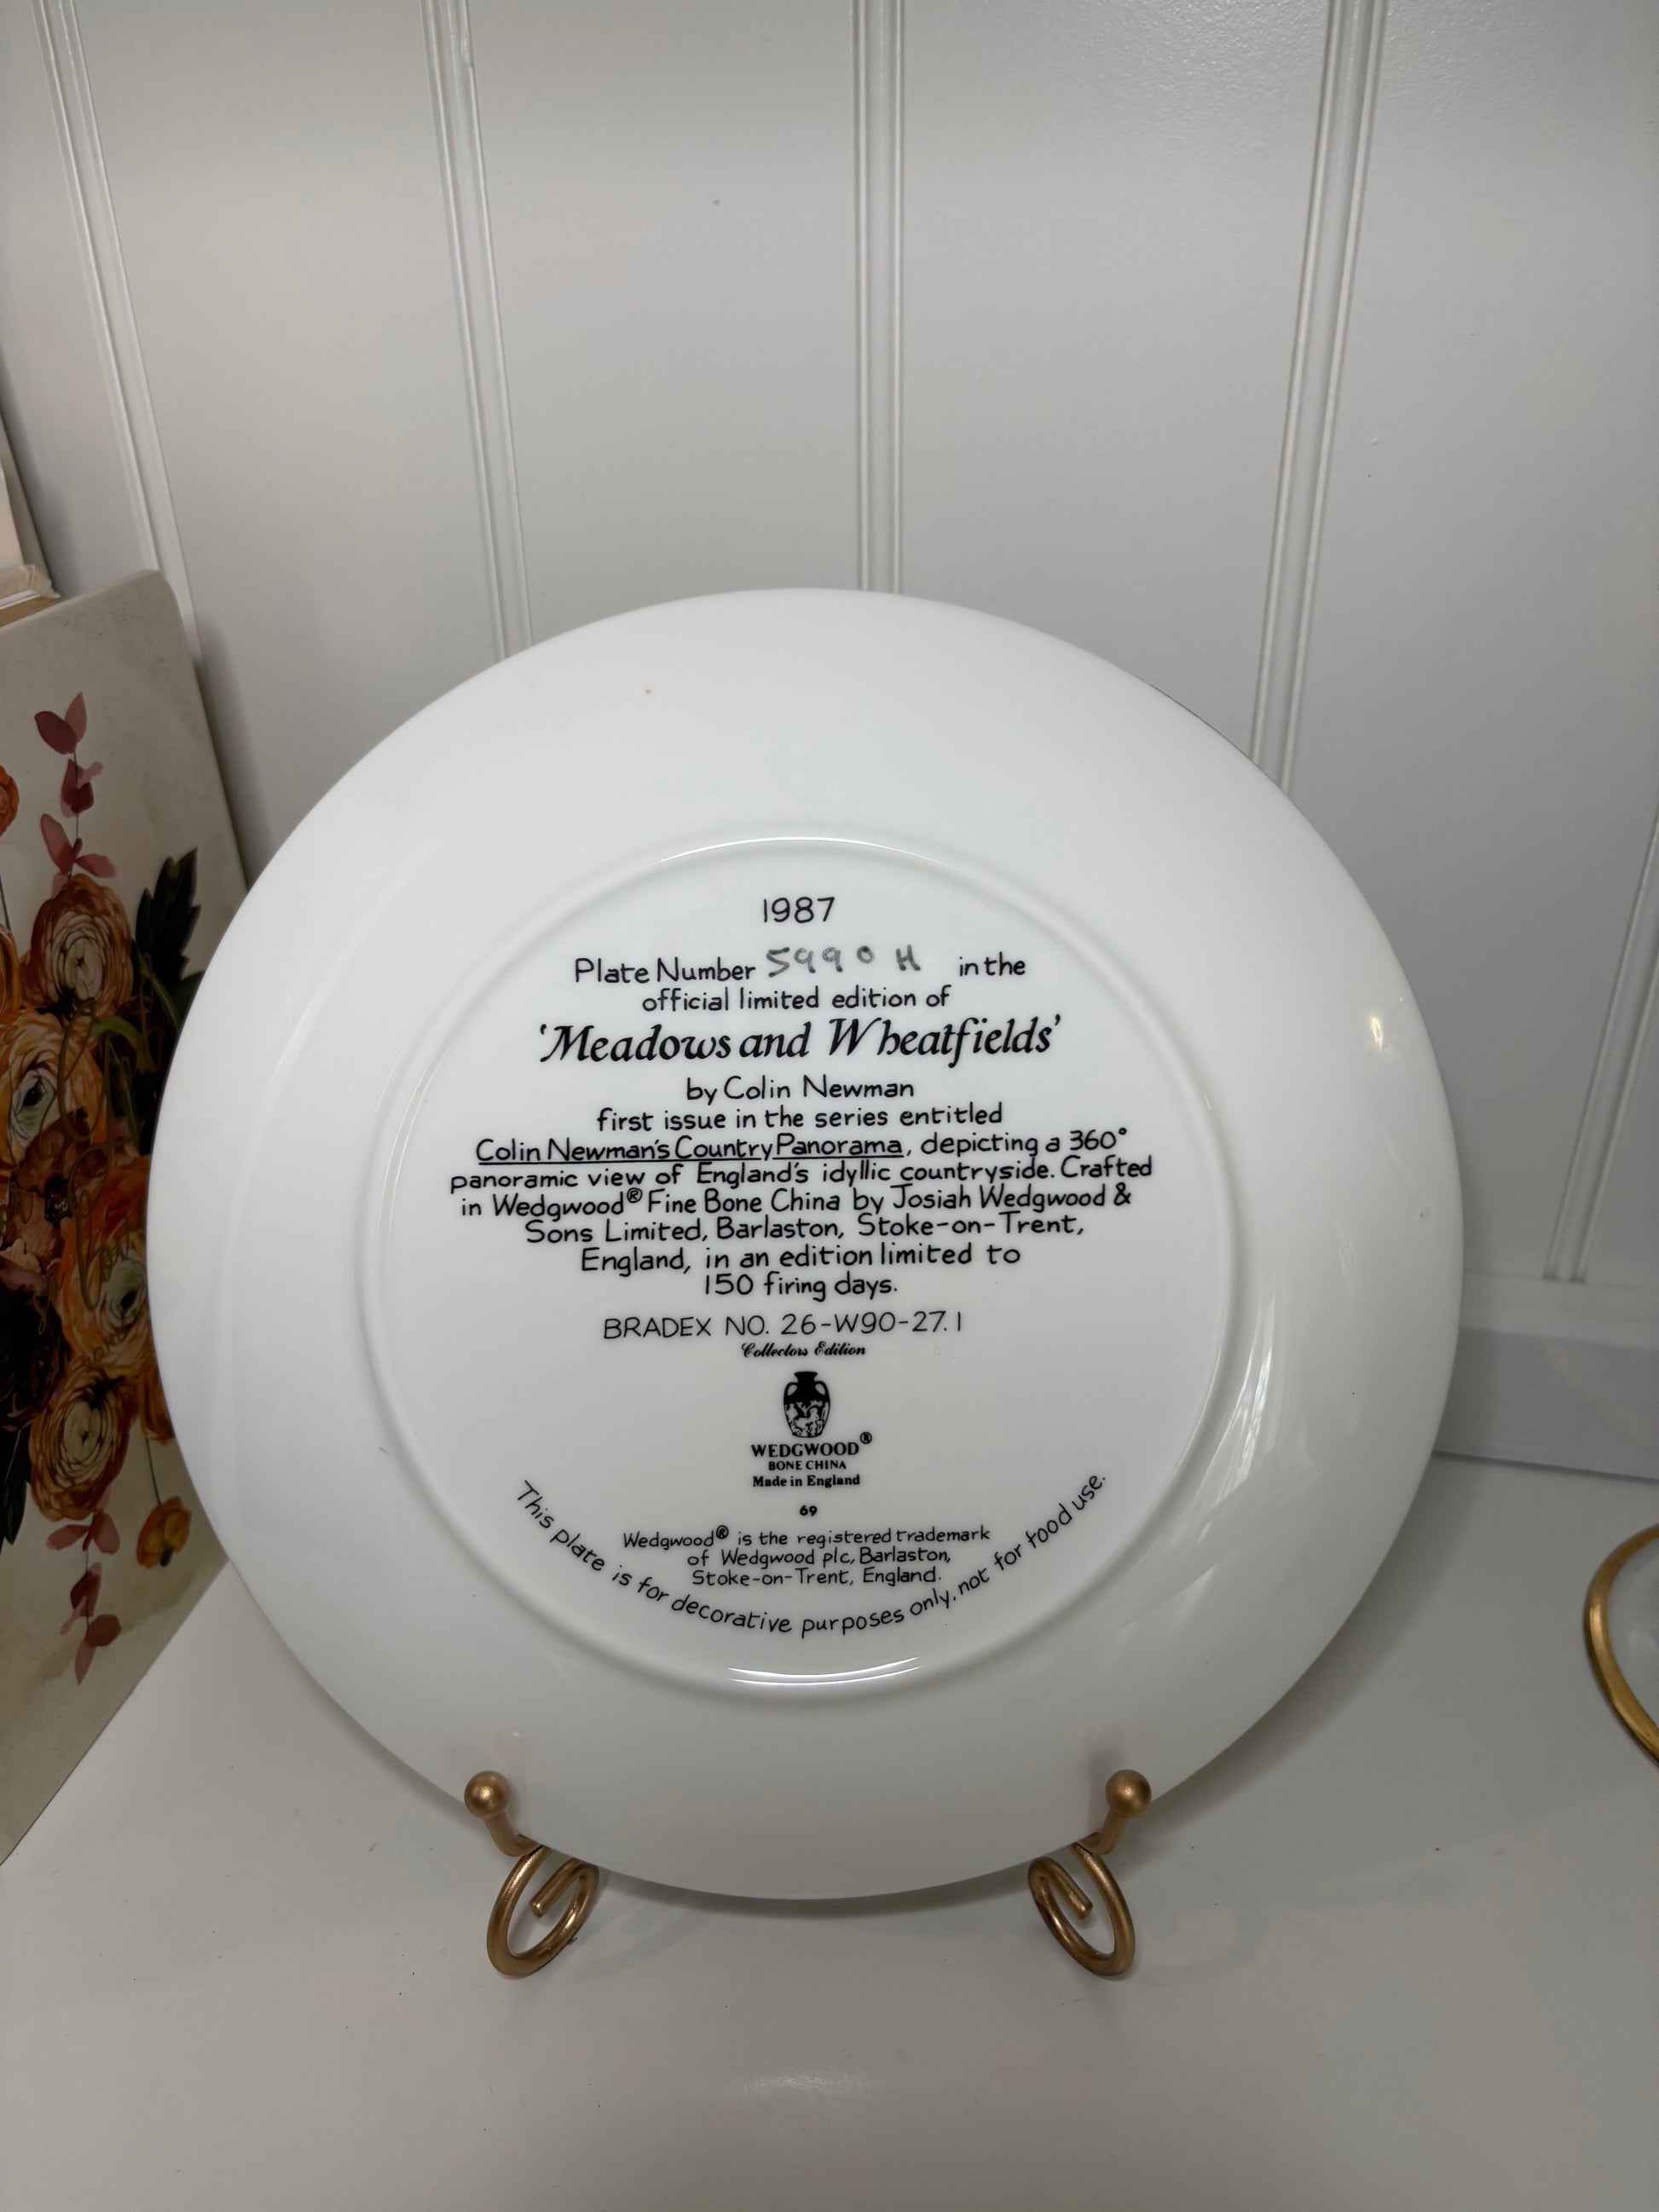 1987
Plate Number 5990 H in the
official limited edition of
'Meadows and Wheatfields'
by Colin Newman
first issue in the series entitled
Colin Newman's Country Panorama, depicting a 360°
panoramic view of England's idyllic countryside. Crafted
in Wedgwood® Fine Bone China by Josiah Wedgwood &
Sons Limited, Barlaston, Stoke-on-Trent,
England, in an edition limited to
150 firing days.
BRADEX NO. 26-W90-27.1
Collectors Edition
WEDGWOOD®
BONE CHINA
Made in England
69
Wedgwood® is the registered trademark
of Wedgwood plc, Barlaston,
Stoke-on-Trent, England.
This plate is for decorative purposes only, not for food use.